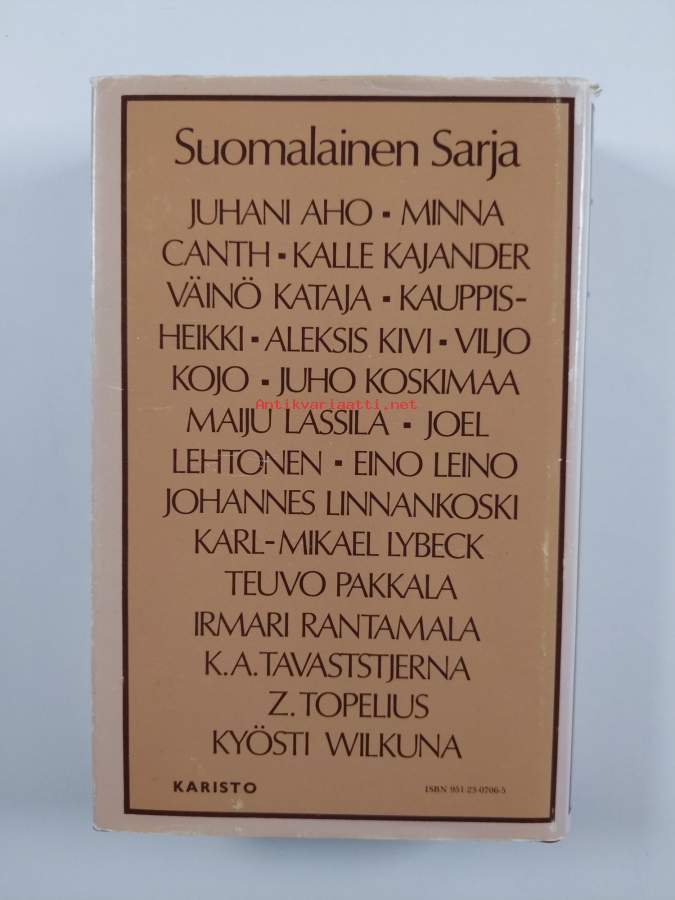 Suomalainen Sarja
JUHANI AHO ▪ MINNA
CANTH ▪ KALLE KAJANDER
VÄINÖ KATAJA ▪ KAUPPIS-
HEIKKI ▪ ALEKSIS KIVI ▪ VILJO
KOJO ▪ JUHO KOSKIMAA
Antikvariaatti.net
MAIJU LASSILA ▪ JOEL
LEHTONEN ▪ EINO LEINO
JOHANNES LINNANKOSKI
KARL-MIKAEL LYBECK
TEUVO PAKKALA
IRMARI RANTAMALA
K.A. TAVASTSTJERNA
Z. TOPELIUS
KYÖSTI WILKUNA
KARISTO ISBN 951-23-0706-5